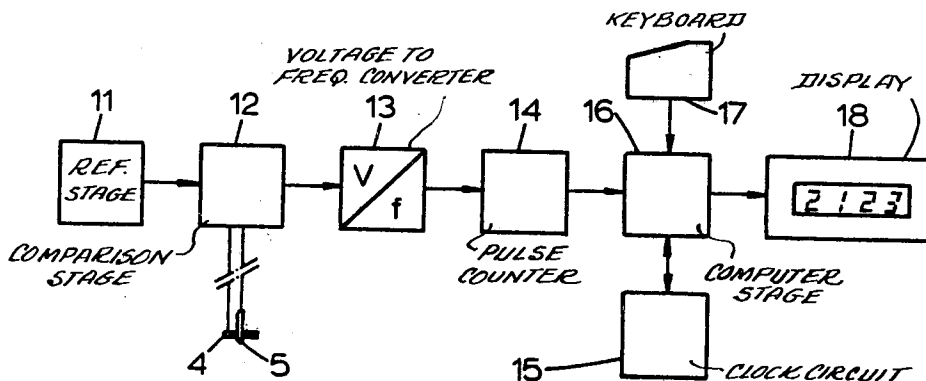 KEYBOARD
VOLTAGE TO
FREQ. CONVERTER
DISPLAY
11
12
13
14
16
17
18
REF.
STAGE
V
f
2123
COMPARISON
STAGE
PULSE
COUNTER
COMPUTER
STAGE
4
5
15
CLOCK CIRCUIT